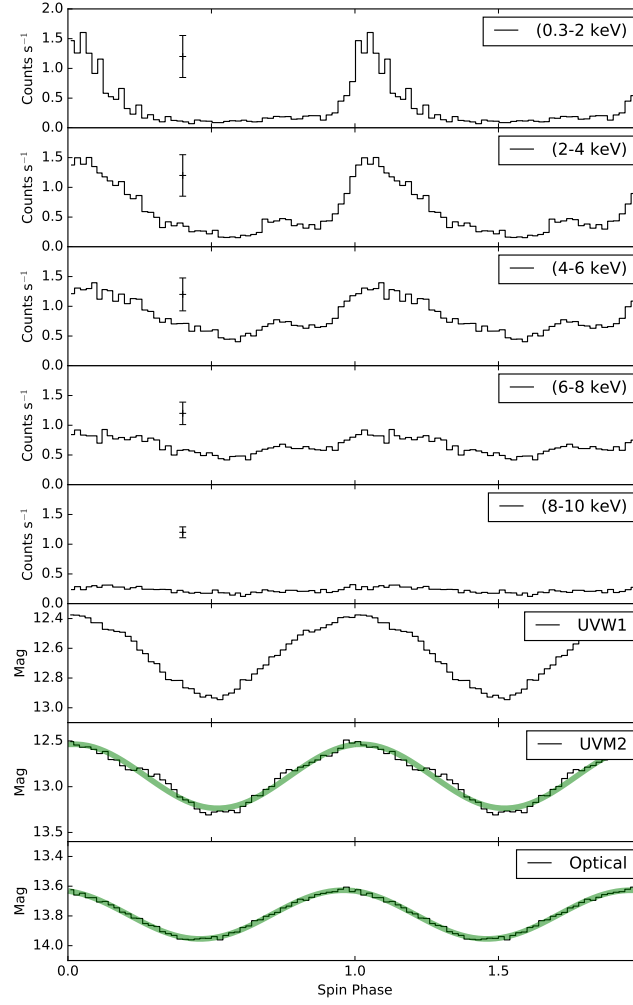 2.0
1.5
1.0
0.5
0.0
Counts s⁻¹
(0.3-2 keV)
1.5
1.0
0.5
0.0
Counts s⁻¹
(2-4 keV)
1.5
1.0
0.5
0.0
Counts s⁻¹
(4-6 keV)
1.5
1.0
0.5
0.0
Counts s⁻¹
(6-8 keV)
1.5
1.0
0.5
0.0
Counts s⁻¹
(8-10 keV)
12.4
12.6
12.8
13.0
Mag
UVW1
12.5
13.0
13.5
Mag
UVM2
13.4
13.6
13.8
14.0
Mag
Optical
0.0
1.0
1.5
Spin Phase